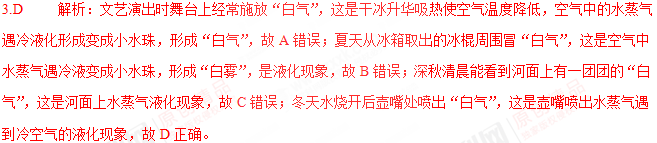 3.D 解析：文艺演出时舞台上经常施放“白气”，这是干冰升华吸热使空气温度降低，空气中的水蒸气
遇冷液化形成变成小水珠，形成“白气”，故 A 错误；夏天从冰箱取出的冰棍周围冒“白气”，这是空气中
水蒸气遇冷液变成小水珠，形成“白雾”，是液化现象，故 B 错误；深秋清晨能看到河面上有一团团的“白
气”，这是河面上水蒸气液化现象，故 C 错误；冬天水烧开后壶嘴处喷出“白气”，这是壶嘴喷出水蒸气遇
到冷空气的液化现象，故 D 正确。